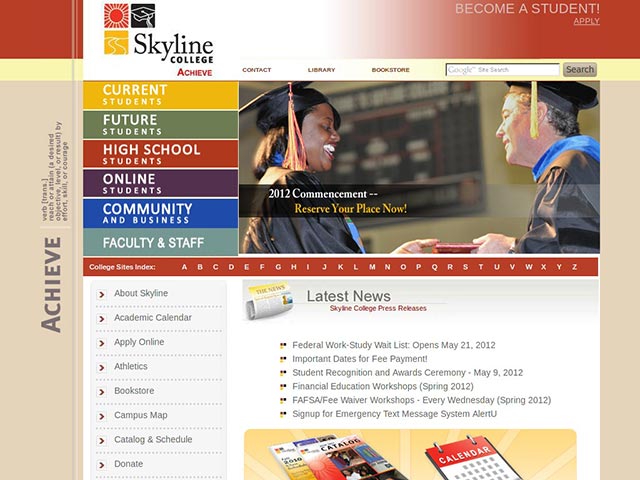 BECOME A STUDENT!
APPLY
Skyline
COLLEGE
ACHIEVE
CONTACT
LIBRARY
BOOKSTORE
Google™ Site Search
Search
verb [trans.]
reach or attain (a desired
objective, level, or result) by
effort, skill, or courage
ACHIEVE
CURRENT
STUDENTS
FUTURE
STUDENTS
HIGH SCHOOL
STUDENTS
ONLINE
STUDENTS
COMMUNITY
AND BUSINESS
FACULTY & STAFF
2012 Commencement --
Reserve Your Place Now!
College Sites Index: A B C D E F G H I J K L M N O P Q R S T U V W X Y Z
About Skyline
Academic Calendar
Apply Online
Athletics
Bookstore
Campus Map
Catalog & Schedule
Donate
THE NEWS
Latest News
Skyline College Press Releases
Federal Work-Study Wait List: Opens May 21, 2012
Important Dates for Fee Payment!
Student Recognition and Awards Ceremony - May 9, 2012
Financial Education Workshops (Spring 2012)
FAFSA/Fee Waiver Workshops - Every Wednesday (Spring 2012)
Signup for Emergency Text Message System AlertU
CATALOG
CALENDAR